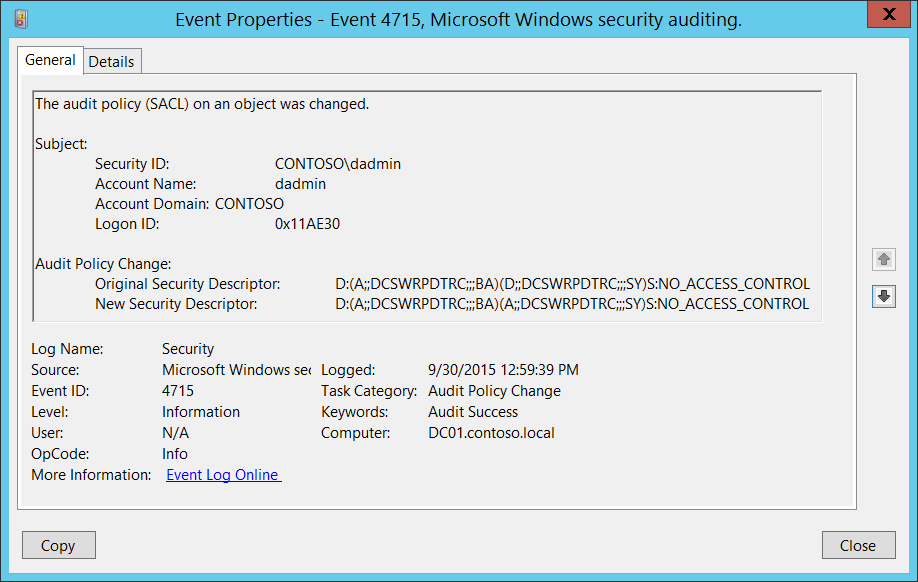 Event Properties - Event 4715, Microsoft Windows security auditing.
X
General Details
The audit policy (SACL) on an object was changed.
Subject:
Security ID: CONTOSO\dadmin
Account Name: dadmin
Account Domain: CONTOSO
Logon ID: 0x11AE30
Audit Policy Change:
Original Security Descriptor: D:(A;;DCSWRPDTRC;;;BA)(D;;DCSWRPDTRC;;;SY)S:NO_ACCESS_CONTROL
New Security Descriptor: D:(A;;DCSWRPDTRC;;;BA)(A;;DCSWRPDTRC;;;SY)S:NO_ACCESS_CONTROL
Log Name: Security
Source: Microsoft Windows sec Logged: 9/30/2015 12:59:39 PM
Event ID: 4715 Task Category: Audit Policy Change
Level: Information Keywords: Audit Success
User: N/A Computer: DC01.contoso.local
OpCode: Info
More Information: Event Log Online
Copy Close